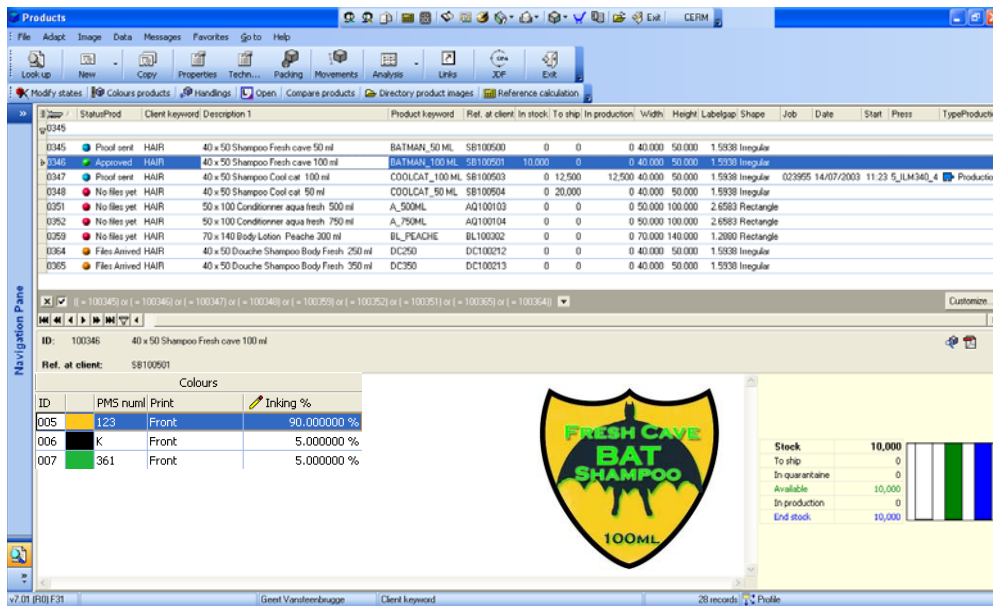 Products
Exit CERM
File Adapt Image Data Messages Favorites Go to Help
Look up New Copy Properties Techn... Packing Movements Analysis Links JDF Exit
Modify states Colours products Handlings Open Compare products Directory product images Reference calculation
StatusProd Client keyword Description 1 Product keyword Ref. at client In stock To ship In production Width Height Labelgap Shape Job Date Start Press TypeProductio
0345
0345 Proof sent HAIR 40 x 50 Shampoo Fresh cave 50 ml BATMAN_50 ML SB100500 0 0 0 40.000 50.000 1.5938 Irregular
0346 Approved HAIR 40 x 50 Shampoo Fresh cave 100 ml BATMAN_100 ML SB100501 10,000 0 0 40.000 50.000 1.5938 Irregular
0347 Proof sent HAIR 40 x 50 Shampoo Cool cat 100 ml COOLCAT_100 ML SB100503 0 12,500 12,500 40.000 50.000 1.5938 Irregular 023955 14/07/2003 11:23 5_ILM340_4 Productio
0348 No files yet HAIR 40 x 50 Shampoo Cool cat 50 ml COOLCAT_50 ML SB100504 0 20,000 0 40.000 50.000 1.5938 Irregular
0351 No files yet HAIR 50 x 100 Conditionner aqua fresh 500 ml A_500ML AQ100103 0 0 0 50.000 100.000 2.6583 Rectangle
0352 No files yet HAIR 50 x 100 Conditionner aqua fresh 750 ml A_750ML AQ100104 0 0 0 50.000 100.000 2.6583 Rectangle
0359 No files yet HAIR 70 x 140 Body Lotion Peache 300 ml BL_PEACHE BL100302 0 0 0 70.000 140.000 1.2880 Rectangle
0364 Files Arrived HAIR 40 x 50 Douche Shampoo Body Fresh 250 ml DC250 DC100212 0 0 0 40.000 50.000 1.5938 Irregular
0365 Files Arrived HAIR 40 x 50 Douche Shampoo Body Fresh 350 ml DC350 DC100213 0 0 0 40.000 50.000 1.5938 Irregular
(( = 100345) or ( = 100346) or ( = 100347) or ( = 100348) or ( = 100359) or ( = 100352) or ( = 100351) or ( = 100365) or ( = 100364)) Customize...
Navigation Pane
ID: 100346 40 x 50 Shampoo Fresh cave 100 ml
Ref. at client: SB100501
Colours
ID PMS numl Print Inking %
005 123 Front 90.000000 %
006 K Front 5.000000 %
007 361 Front 5.000000 %
FRESH CAVE
BAT
SHAMPOO
100ML
Stock 10,000
To ship 0
In quarantaine 0
Available 10,000
In production 0
End stock 10,000
v7.01 (R0) F31 Geert Vansteenbrugge Client keyword 28 records Profile